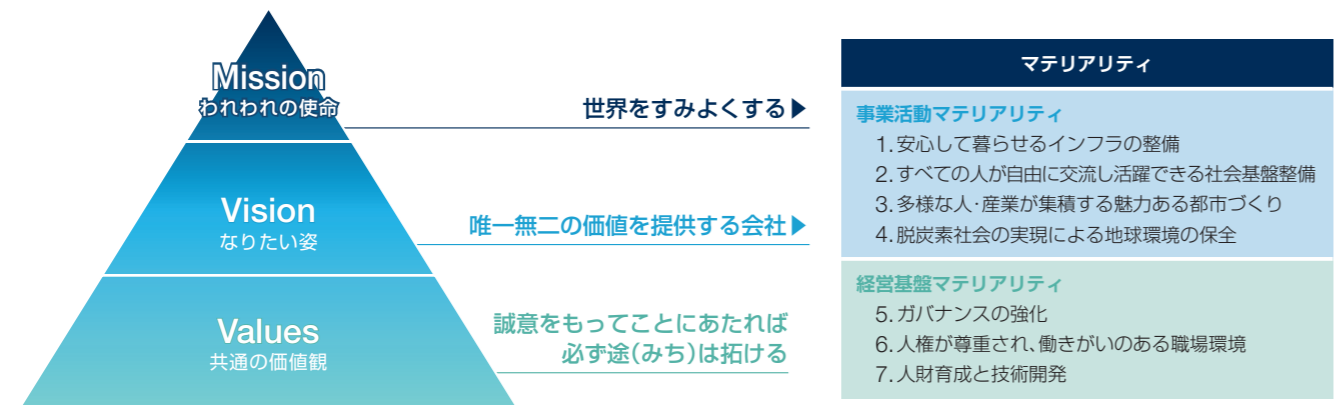 Mission
われわれの使命
世界をすみよくする▶
Vision
なりたい姿
唯一無二の価値を提供する会社▶
Values
共通の価値観
誠意をもってことにあたれば
必ず途(みち)は拓ける
マテリアリティ
事業活動マテリアリティ
1.安心して暮らせるインフラの整備
2.すべての人が自由に交流し活躍できる社会基盤整備
3.多様な人・産業が集積する魅力ある都市づくり
4.脱炭素社会の実現による地球環境の保全
経営基盤マテリアリティ
5.ガバナンスの強化
6.人権が尊重され、働きがいのある職場環境
7.人財育成と技術開発